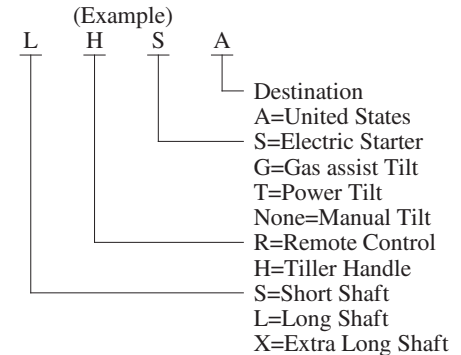 (Example)
L H S A
Destination
A=United States
S=Electric Starter
G=Gas assist Tilt
T=Power Tilt
None=Manual Tilt
R=Remote Control
H=Tiller Handle
S=Short Shaft
L=Long Shaft
X=Extra Long Shaft